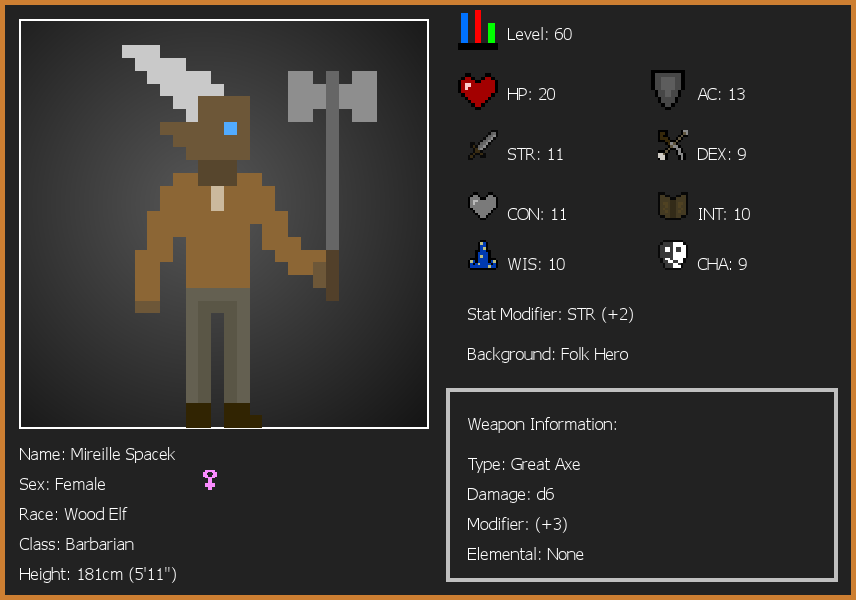 Level: 60
HP: 20
AC: 13
STR: 11
DEX: 9
CON: 11
INT: 10
WIS: 10
CHA: 9
Stat Modifier: STR (+2)
Background: Folk Hero
Weapon Information:
Type: Great Axe
Damage: d6
Modifier: (+3)
Elemental: None
Name: Mireille Spacek
Sex: Female
Race: Wood Elf
Class: Barbarian
Height: 181cm (5'11")